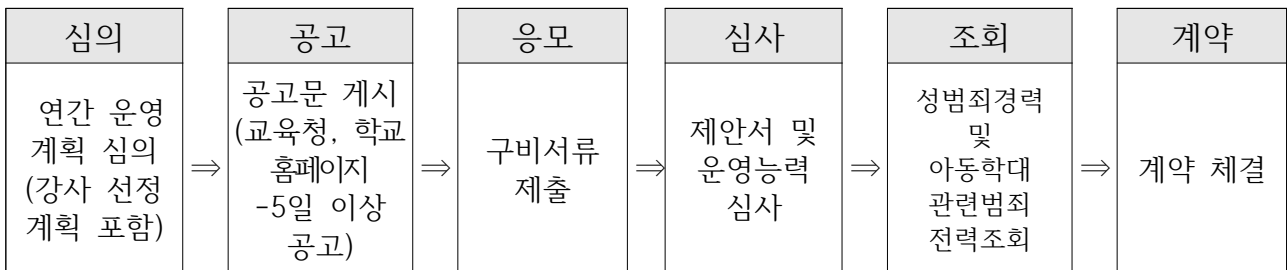 심의
연간 운영
계획 심의
(강사 선정
계획 포함)
⇒
공고
공고문 게시
(교육청, 학교
홈페이지
-5일 이상
공고)
⇒
응모
구비서류
제출
⇒
심사
제안서 및
운영능력
심사
⇒
조회
성범죄경력
및
아동학대
관련범죄
전력조회
⇒
계약
계약 체결